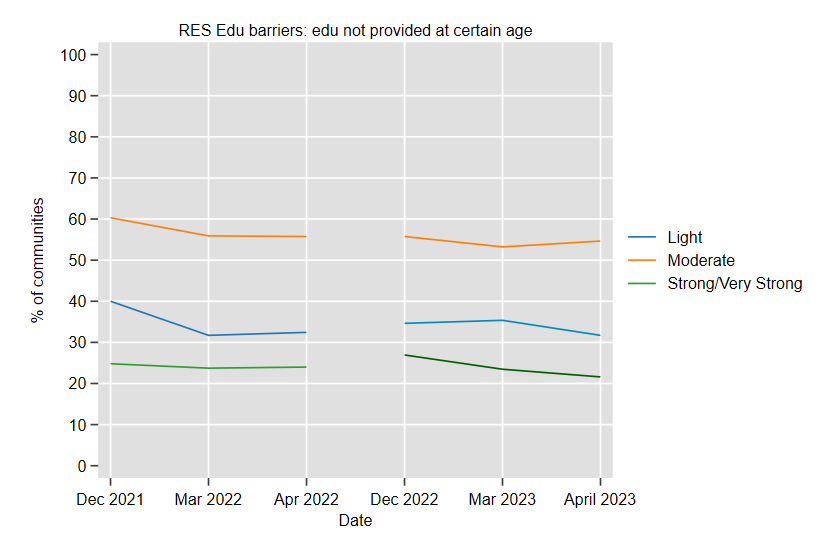 RES Edu barriers: edu not provided at certain age
100
90
80
70
60
50
40
30
20
10
0
% of communities
Dec 2021 Mar 2022 Apr 2022 Dec 2022 Mar 2023 April 2023
Date
Light
Moderate
Strong/Very Strong